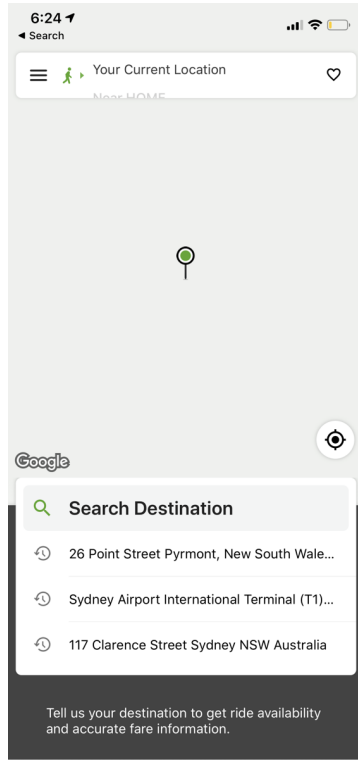 6:24
◀ Search
Your Current Location
Near HOME
Google
Search Destination
26 Point Street Pyrmont, New South Wale...
Sydney Airport International Terminal (T1)...
117 Clarence Street Sydney NSW Australia
Tell us your destination to get ride availability
and accurate fare information.